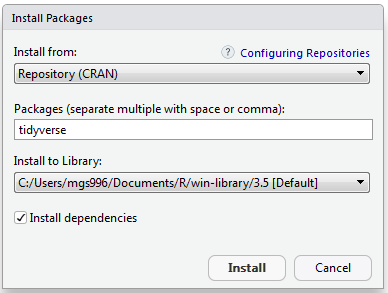 Install Packages
Install from:
? Configuring Repositories
Repository (CRAN)
Packages (separate multiple with space or comma):
tidyverse
Install to Library:
C:/Users/mgs996/Documents/R/win-library/3.5 [Default]
Install dependencies
Install
Cancel